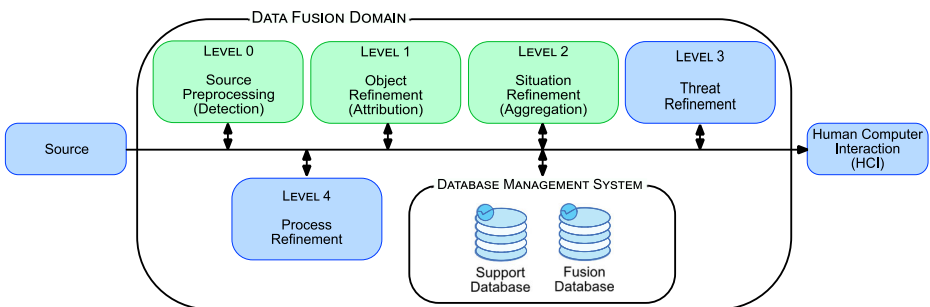 DATA FUSION DOMAIN
LEVEL 0
Source
Preprocessing
(Detection)
LEVEL 1
Object
Refinement
(Attribution)
LEVEL 2
Situation
Refinement
(Aggregation)
LEVEL 3
Threat
Refinement
Source
Human Computer
Interaction
(HCI)
LEVEL 4
Process
Refinement
DATABASE MANAGEMENT SYSTEM
Support
Database
Fusion
Database